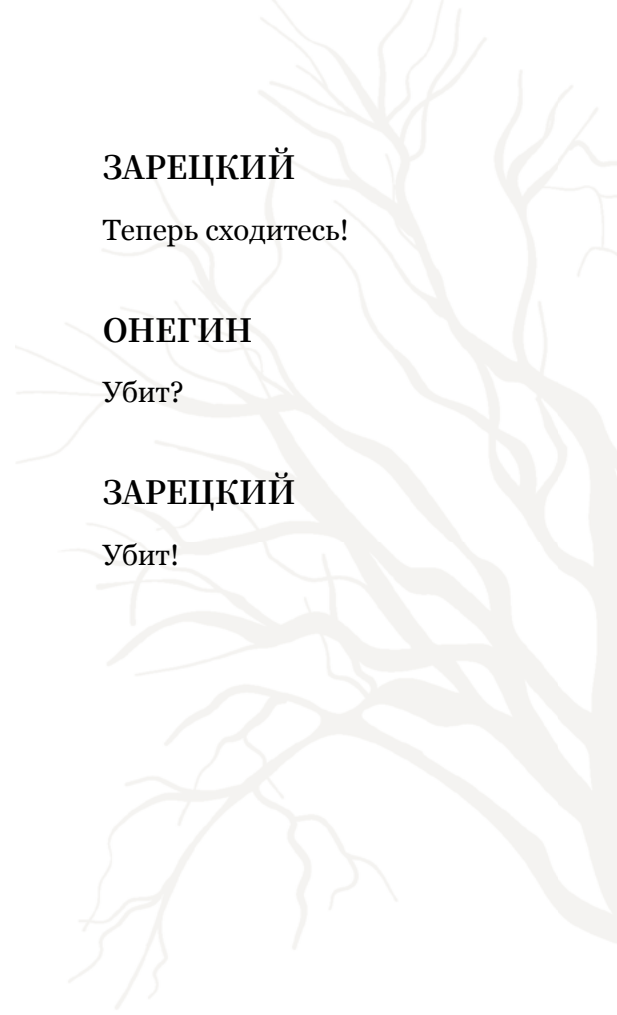 ЗАРЕЦКИЙ
Теперь сходитесь!
ОНЕГИН
Убит?
ЗАРЕЦКИЙ
Убит!